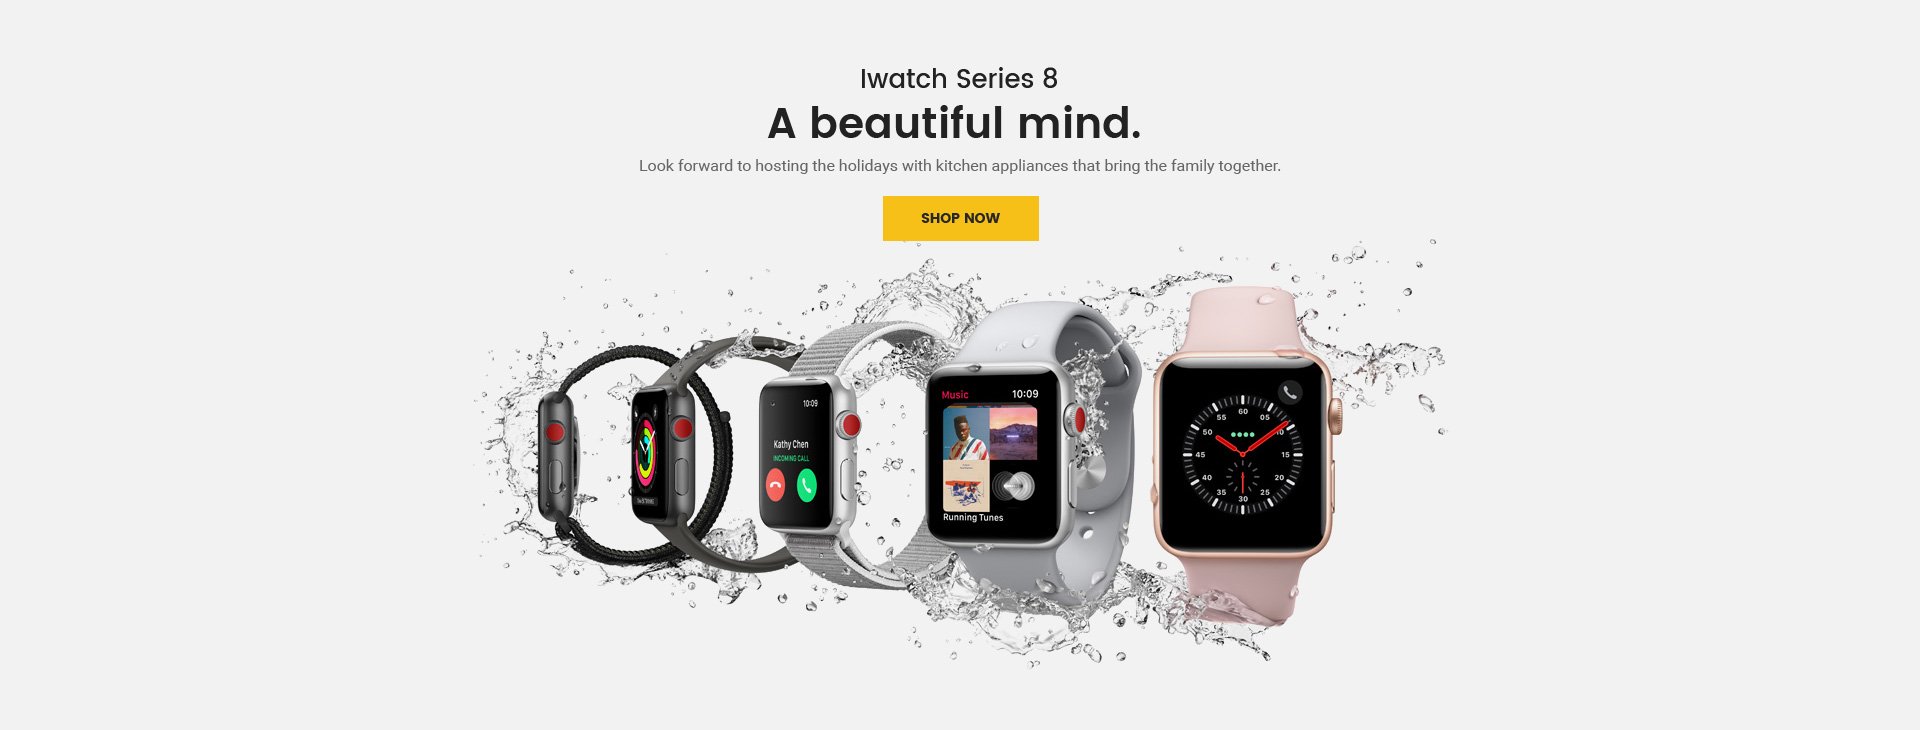 Iwatch Series 8
A beautiful mind.
Look forward to hosting the holidays with kitchen appliances that bring the family together.
SHOP NOW
10:09
Kathy Chen
INCOMING CALL
Music 10:09
Running Tunes
60
55 05
50 10
45 15
40 20
35 25
30